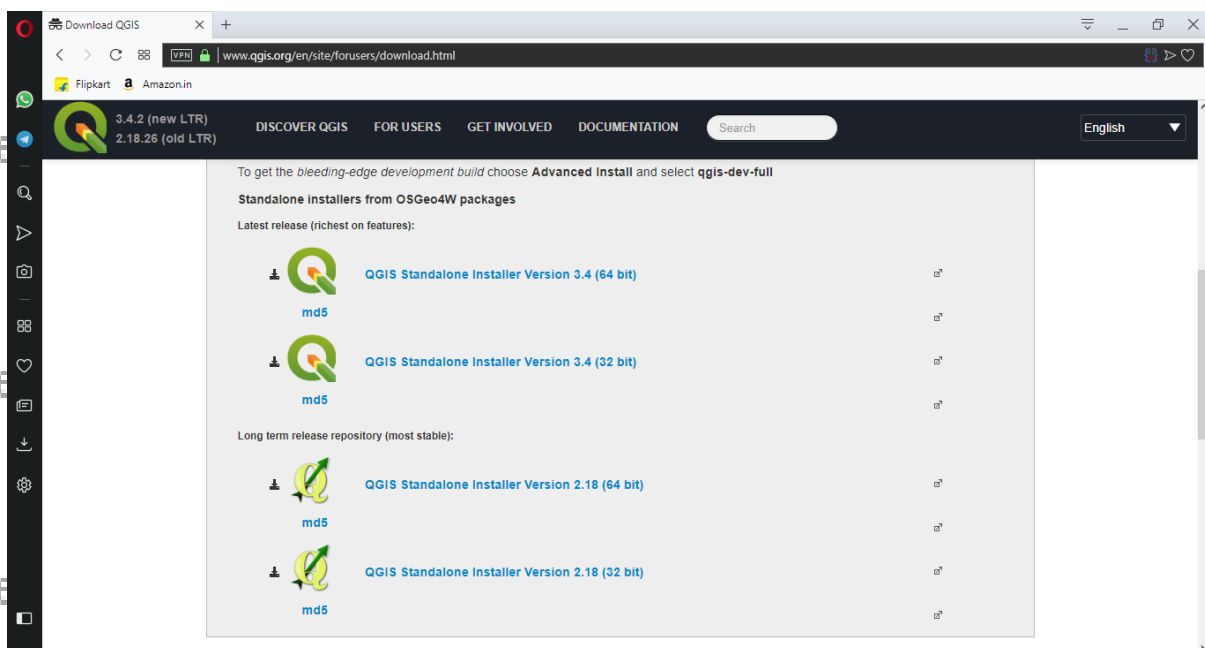 Download QGIS
VPN www.qgis.org/en/site/forusers/download.html
Flipkart a Amazon.in
3.4.2 (new LTR)
2.18.26 (old LTR)
DISCOVER QGIS FOR USERS GET INVOLVED DOCUMENTATION Search English
To get the bleeding-edge development build choose Advanced Install and select qgis-dev-full
Standalone installers from OSGeo4W packages
Latest release (richest on features):
QGIS Standalone Installer Version 3.4 (64 bit)
md5
QGIS Standalone Installer Version 3.4 (32 bit)
md5
Long term release repository (most stable):
QGIS Standalone Installer Version 2.18 (64 bit)
md5
QGIS Standalone Installer Version 2.18 (32 bit)
md5